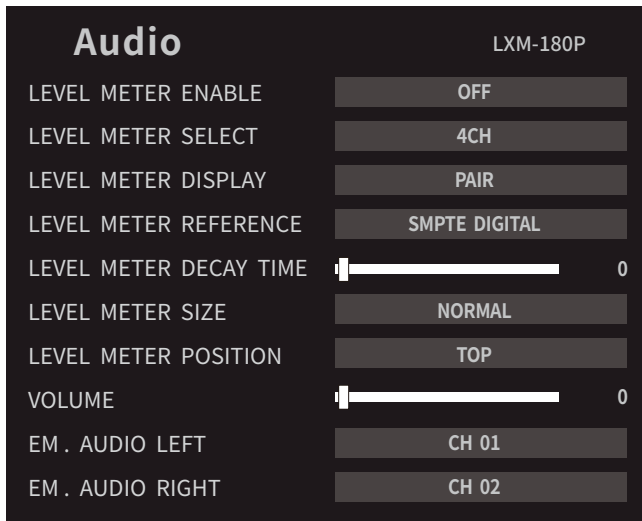 Audio LXM-180P
LEVEL METER ENABLE OFF
LEVEL METER SELECT 4CH
LEVEL METER DISPLAY PAIR
LEVEL METER REFERENCE SMPTE DIGITAL
LEVEL METER DECAY TIME 0
LEVEL METER SIZE NORMAL
LEVEL METER POSITION TOP
VOLUME 0
EM. AUDIO LEFT CH 01
EM. AUDIO RIGHT CH 02